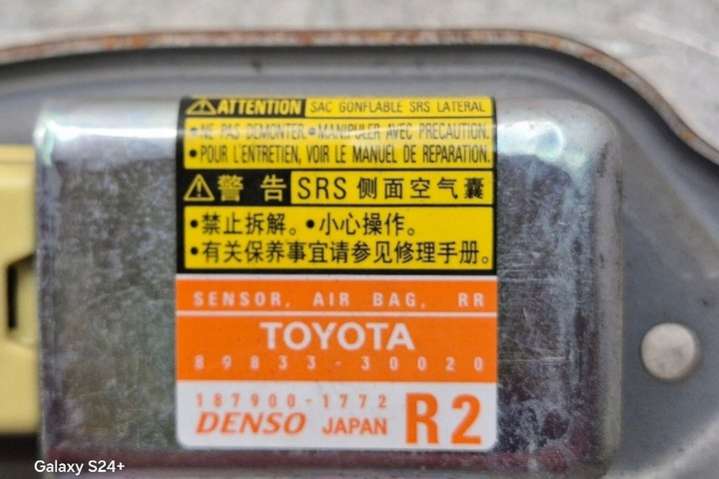 ⚠ATTENTION SAC GONFLABLE SRS LATERAL
•NE PAS DEMONTER.•MANIPULER AVEC PRECAUTION.
•POUR L'ENTRETIEN, VOIR LE MANUEL DE REPARATION.
⚠警告 SRS 侧面空气囊
•禁止拆解。•小心操作。
•有关保养事宜请参见修理手册。
SENSOR, AIR BAG, RR
TOYOTA
89833-30020
187900-1772
DENSO JAPAN R2
Galaxy S24+